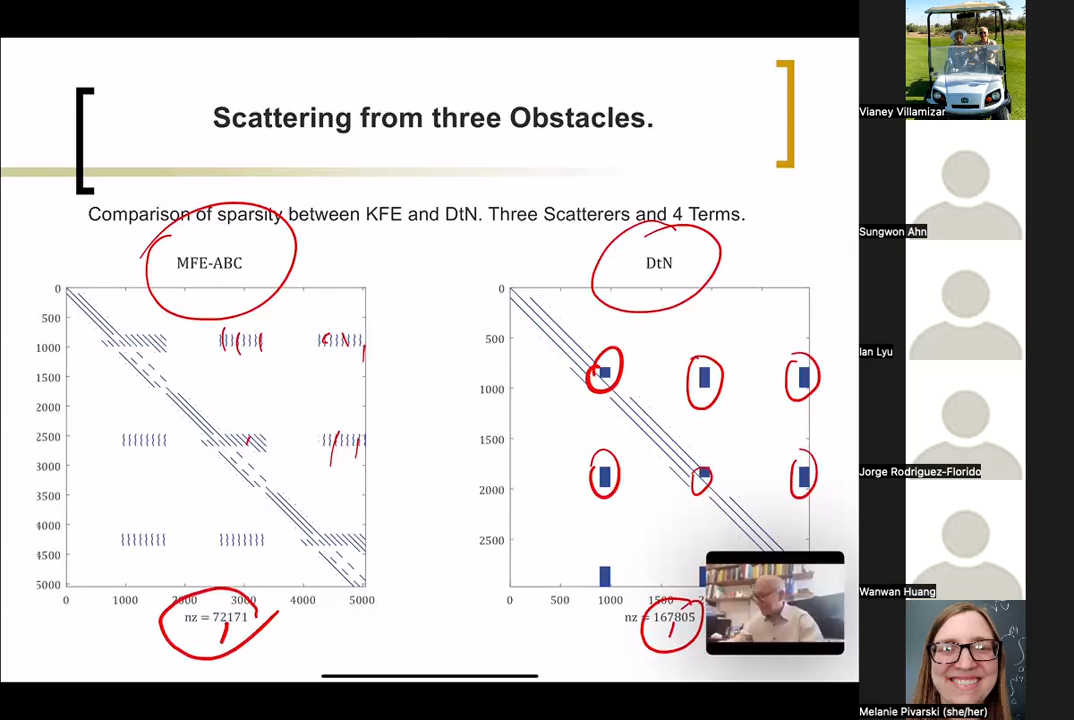 Scattering from three Obstacles.
Comparison of sparsity between KFE and DtN. Three Scatterers and 4 Terms.
MFE-ABC
0
500
1000
1500
2000
2500
3000
3500
4000
4500
5000
0 1000 2000 3000 4000 5000
nz = 72171
DtN
0
500
1000
1500
2000
2500
0 500 1000 1500
nz = 167805
Vianey Villamizar
Sungwon Ahn
Ian Lyu
Jorge Rodriguez-Florido
Wanwan Huang
Melanie Pivarski (she/her)